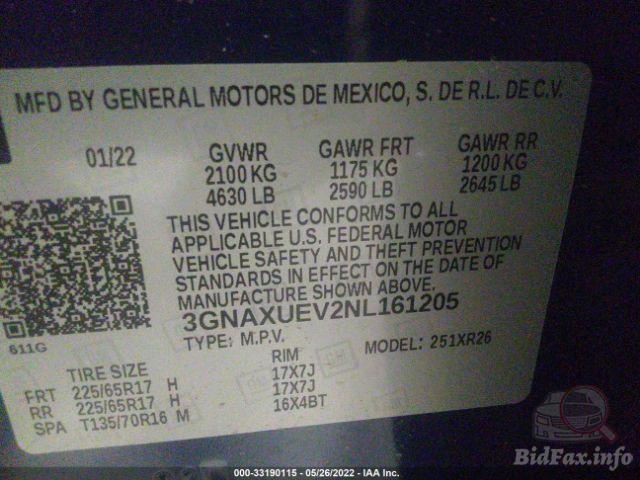 MFD BY GENERAL MOTORS DE MEXICO, S. DE R.L. DE C.V.
01/22 GVWR GAWR FRT GAWR RR
2100 KG 1175 KG 1200 KG
4630 LB 2590 LB 2645 LB
THIS VEHICLE CONFORMS TO ALL
APPLICABLE U.S. FEDERAL MOTOR
VEHICLE SAFETY AND THEFT PREVENTION
STANDARDS IN EFFECT ON THE DATE OF
MANUFACTURE SHOWN ABOVE.
3GNAXUEV2NL161205
611G
TYPE: M.P.V. MODEL: 251XR26
TIRE SIZE RIM
FRT 225/65R17 H 17X7J
RR 225/65R17 H 17X7J
SPA T135/70R16 M 16X4BT
BidFax.info
000-33190115 - 05/26/2022 - IAA Inc.